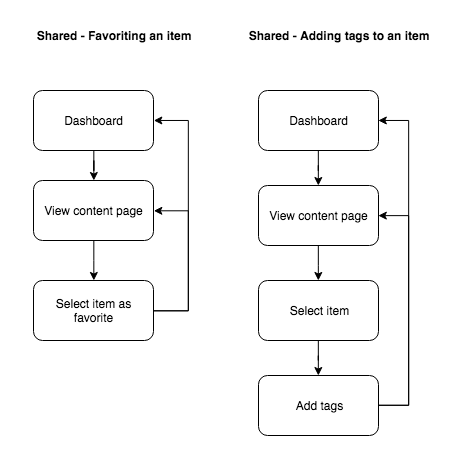 Shared - Favoriting an item
Dashboard
View content page
Select item as
favorite
Shared - Adding tags to an item
Dashboard
View content page
Select item
Add tags